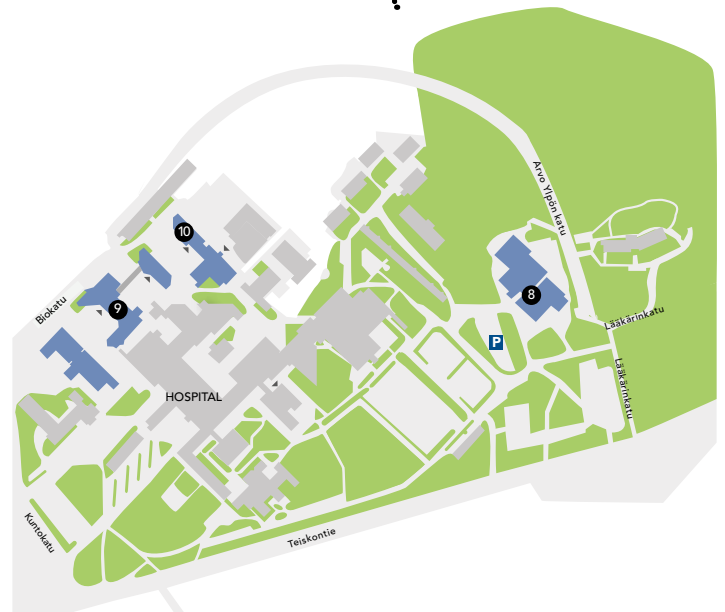 Arvo Ylpön katu
10
8
9
Biokatu
Lääkärinkatu
P
Lääkärinkatu
HOSPITAL
Kuntokatu
Teiskontie